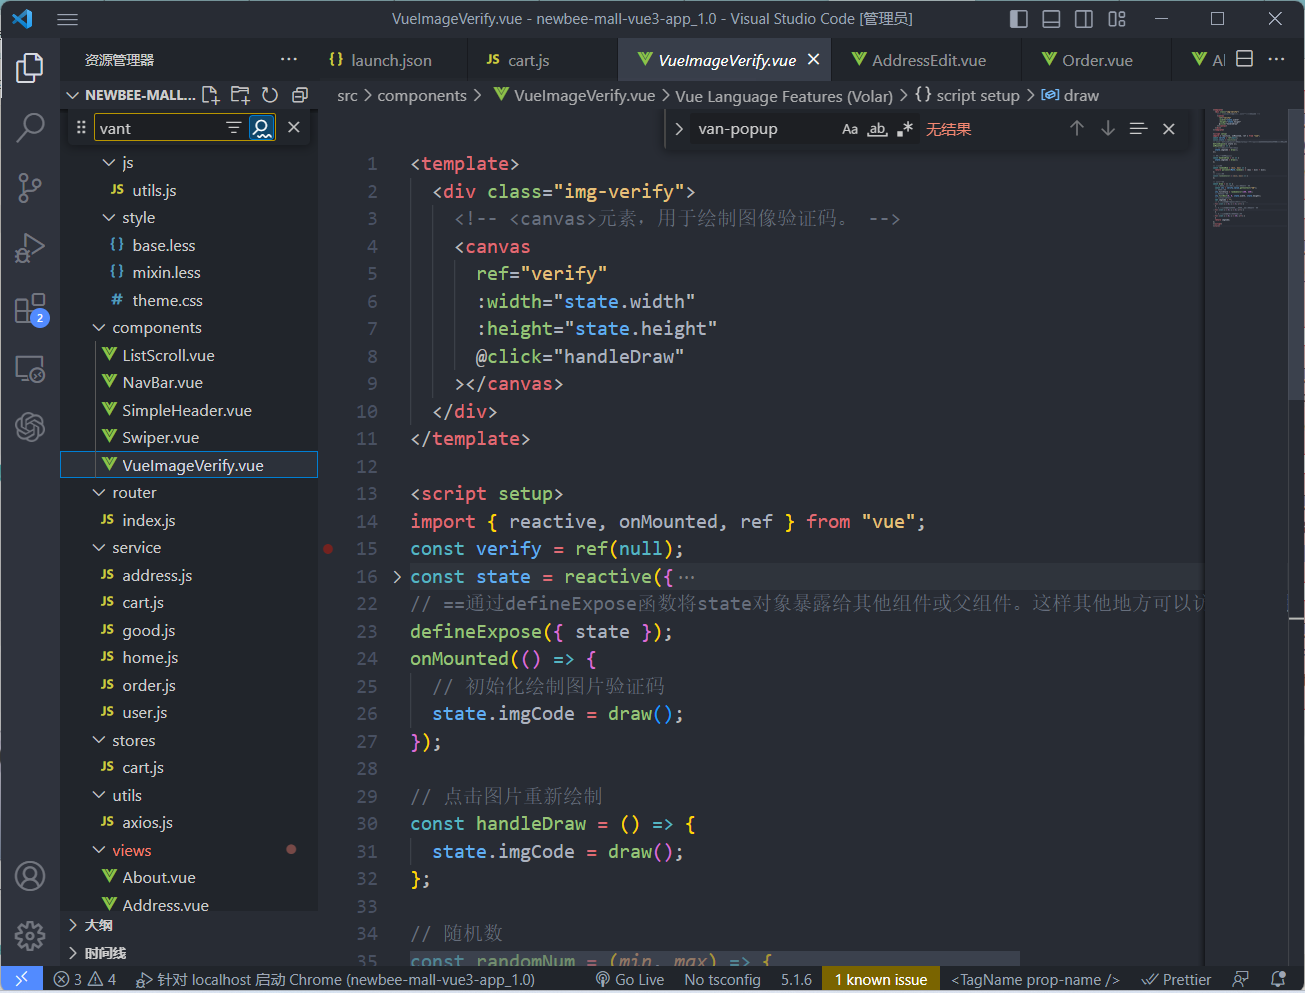 VueImageVerify.vue - newbee-mall-vue3-app_1.0 - Visual Studio Code [管理员]
资源管理器
{} launch.json
JS cart.js
VueImageVerify.vue
AddressEdit.vue
Order.vue
NEWBEE-MALL...
src > components > VueImageVerify.vue > Vue Language Features (Volar) > {} script setup > draw
vant
van-popup
Aa ab .* 无结果
js
JS utils.js
style
{} base.less
{} mixin.less
# theme.css
components
ListScroll.vue
NavBar.vue
SimpleHeader.vue
Swiper.vue
VueImageVerify.vue
router
JS index.js
service
JS address.js
JS cart.js
JS good.js
JS home.js
JS order.js
JS user.js
stores
JS cart.js
utils
JS axios.js
views
About.vue
Address.vue
大纲
时间线
2
1 <template>
2 <div class="img-verify">
3 <!-- <canvas>元素，用于绘制图像验证码。 -->
4 <canvas
5 ref="verify"
6 :width="state.width"
7 :height="state.height"
8 @click="handleDraw"
9 ></canvas>
10 </div>
11 </template>
12
13 <script setup>
14 import { reactive, onMounted, ref } from "vue";
15 const verify = ref(null);
16 const state = reactive({ ···
22 // ==通过defineExpose函数将state对象暴露给其他组件或父组件。这样其他地方可以
23 defineExpose({ state });
24 onMounted(() => {
25 // 初始化绘制图片验证码
26 state.imgCode = draw();
27 });
28
29 // 点击图片重新绘制
30 const handleDraw = () => {
31 state.imgCode = draw();
32 };
33
34 // 随机数
35 const randomNum = (min, max) => {
3 4 针对 localhost 启动 Chrome (newbee-mall-vue3-app_1.0)
Go Live
No tsconfig
5.1.6
1 known issue
<TagName prop-name />
Prettier